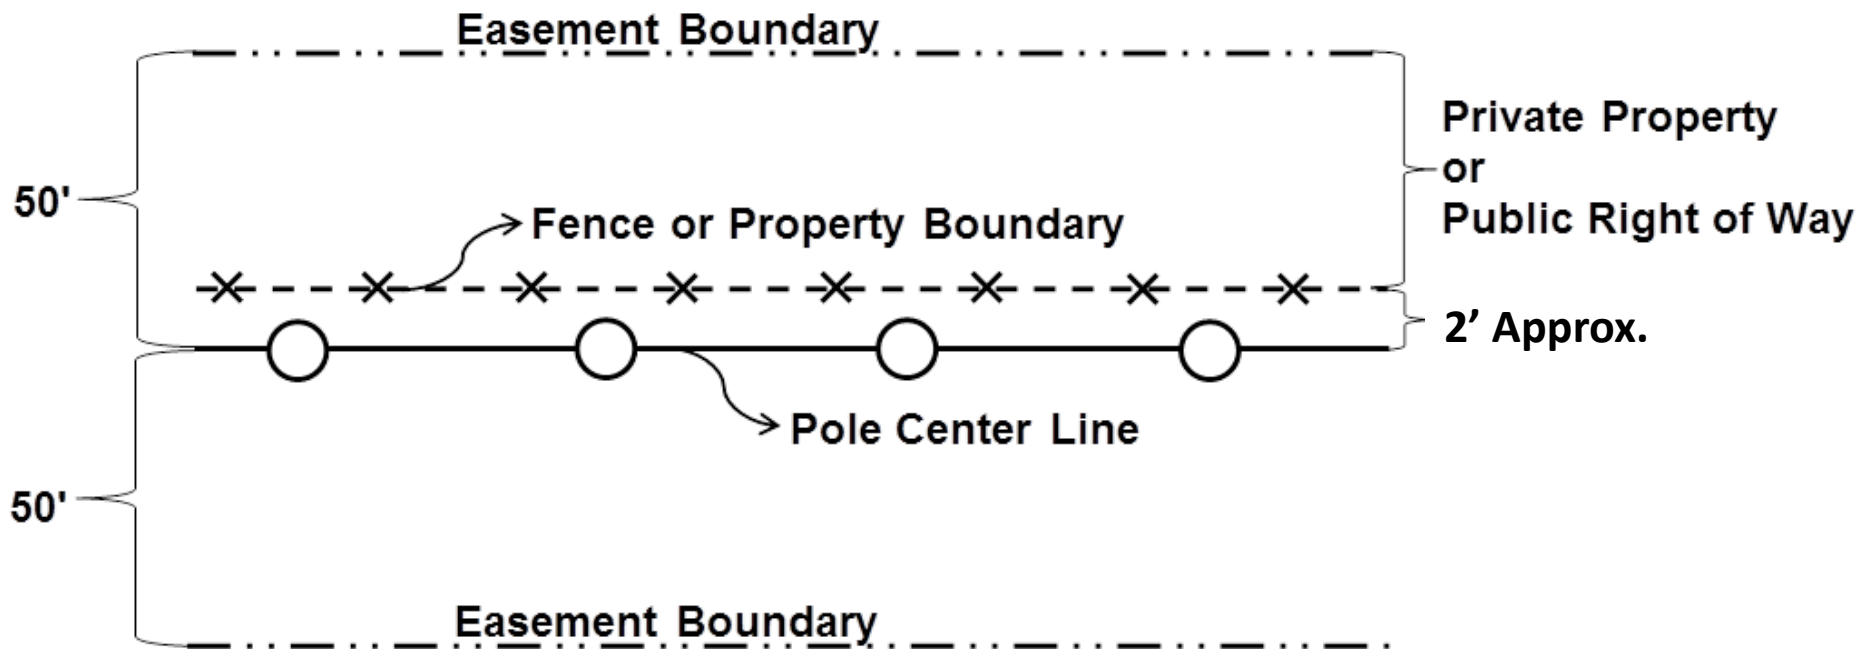 Easement Boundary
Private Property
or
Public Right of Way
50'
Fence or Property Boundary
2’ Approx.
Pole Center Line
50'
Easement Boundary